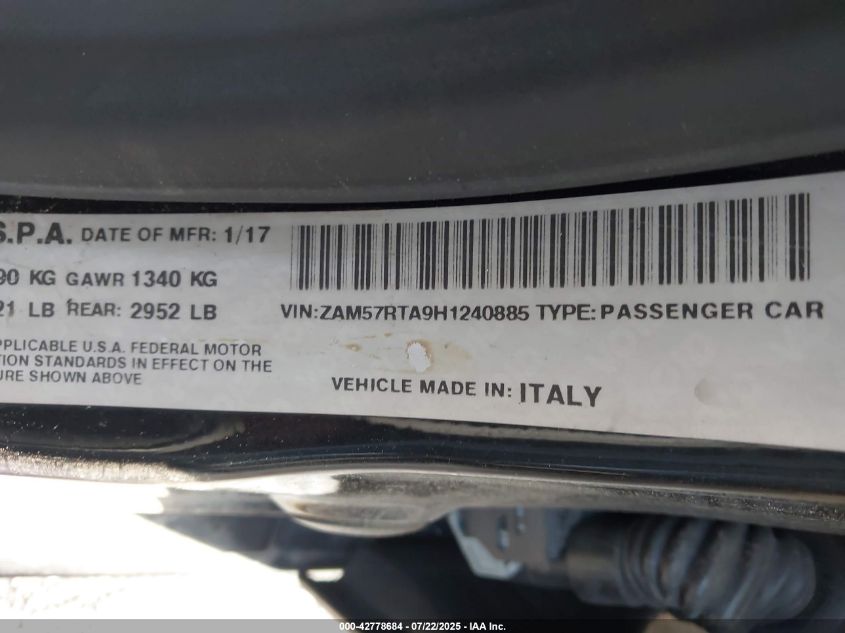 S.P.A. DATE OF MFR: 1/17
90 KG GAWR 1340 KG
21 LB REAR: 2952 LB
VIN:ZAM57RTA9H1240885 TYPE:PASSENGER CAR
PPLICABLE U.S.A. FEDERAL MOTOR
TION STANDARDS IN EFFECT ON THE
URE SHOWN ABOVE
VEHICLE MADE IN: ITALY
000-42778684 - 07/22/2025 - IAA Inc.